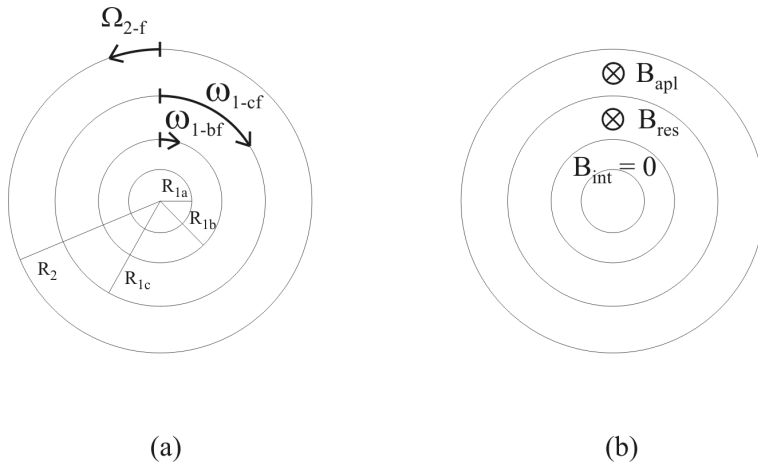 Ω2-f
ω1-cf
ω1-bf
R1a
R1b
R2
R1c
(a)
⊗ Bapl
⊗ Bres
Bint = 0
(b)